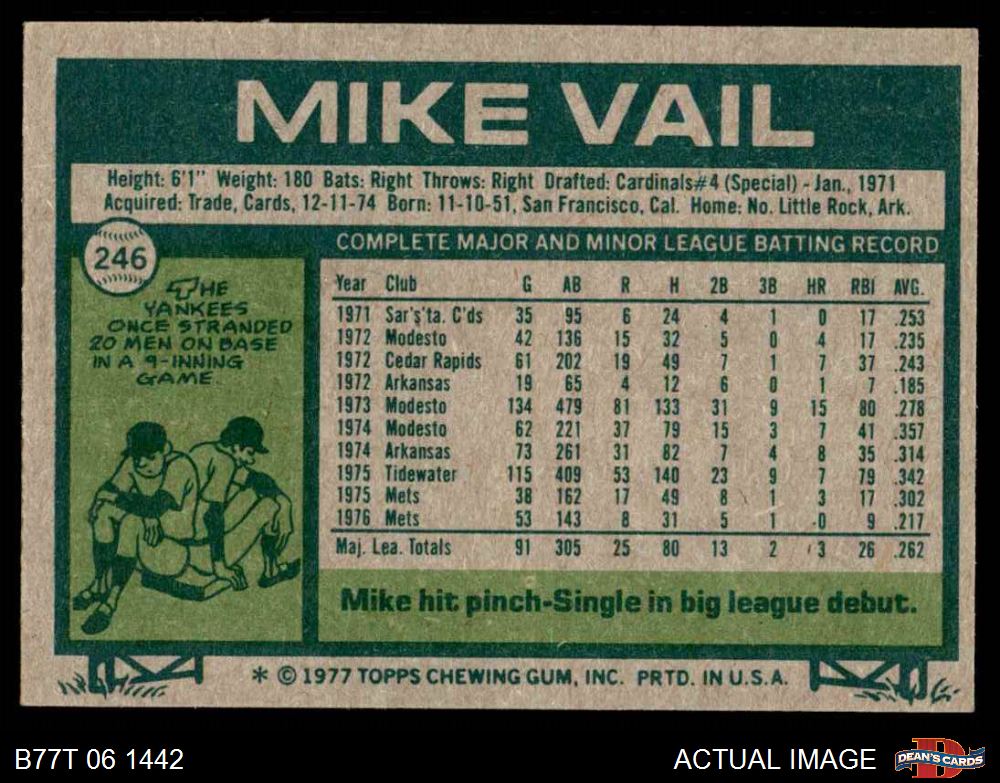 MIKE VAIL
Height: 6'1" Weight: 180 Bats: Right Throws: Right Drafted: Cardinals#4 (Special) - Jan., 1971
Acquired: Trade, Cards, 12-11-74 Born: 11-10-51, San Francisco, Cal. Home: No. Little Rock, Ark.
246
THE
YANKEES
ONCE STRANDED
20 MEN ON BASE
IN A 9-INNING
GAME.
COMPLETE MAJOR AND MINOR LEAGUE BATTING RECORD
Year Club G AB R H 2B 3B HR RBI AVG.
1971 Sar's'ta. C'ds 35 95 6 24 4 1 0 17 .253
1972 Modesto 42 136 15 32 5 0 4 17 .235
1972 Cedar Rapids 61 202 19 49 7 1 7 37 .243
1972 Arkansas 19 65 4 12 6 0 1 7 .185
1973 Modesto 134 479 81 133 31 9 15 80 .278
1974 Modesto 62 221 37 79 15 3 7 41 .357
1974 Arkansas 73 261 31 82 7 4 8 35 .314
1975 Tidewater 115 409 53 140 23 9 7 79 .342
1975 Mets 38 162 17 49 8 1 3 17 .302
1976 Mets 53 143 8 31 5 1 0 9 .217
Maj. Lea. Totals 91 305 25 80 13 2 3 26 .262
Mike hit pinch-Single in big league debut.
* © 1977 TOPPS CHEWING GUM, INC. PRTD. IN U.S.A.
B77T 06 1442
ACTUAL IMAGE
D
DEAN'S CARDS